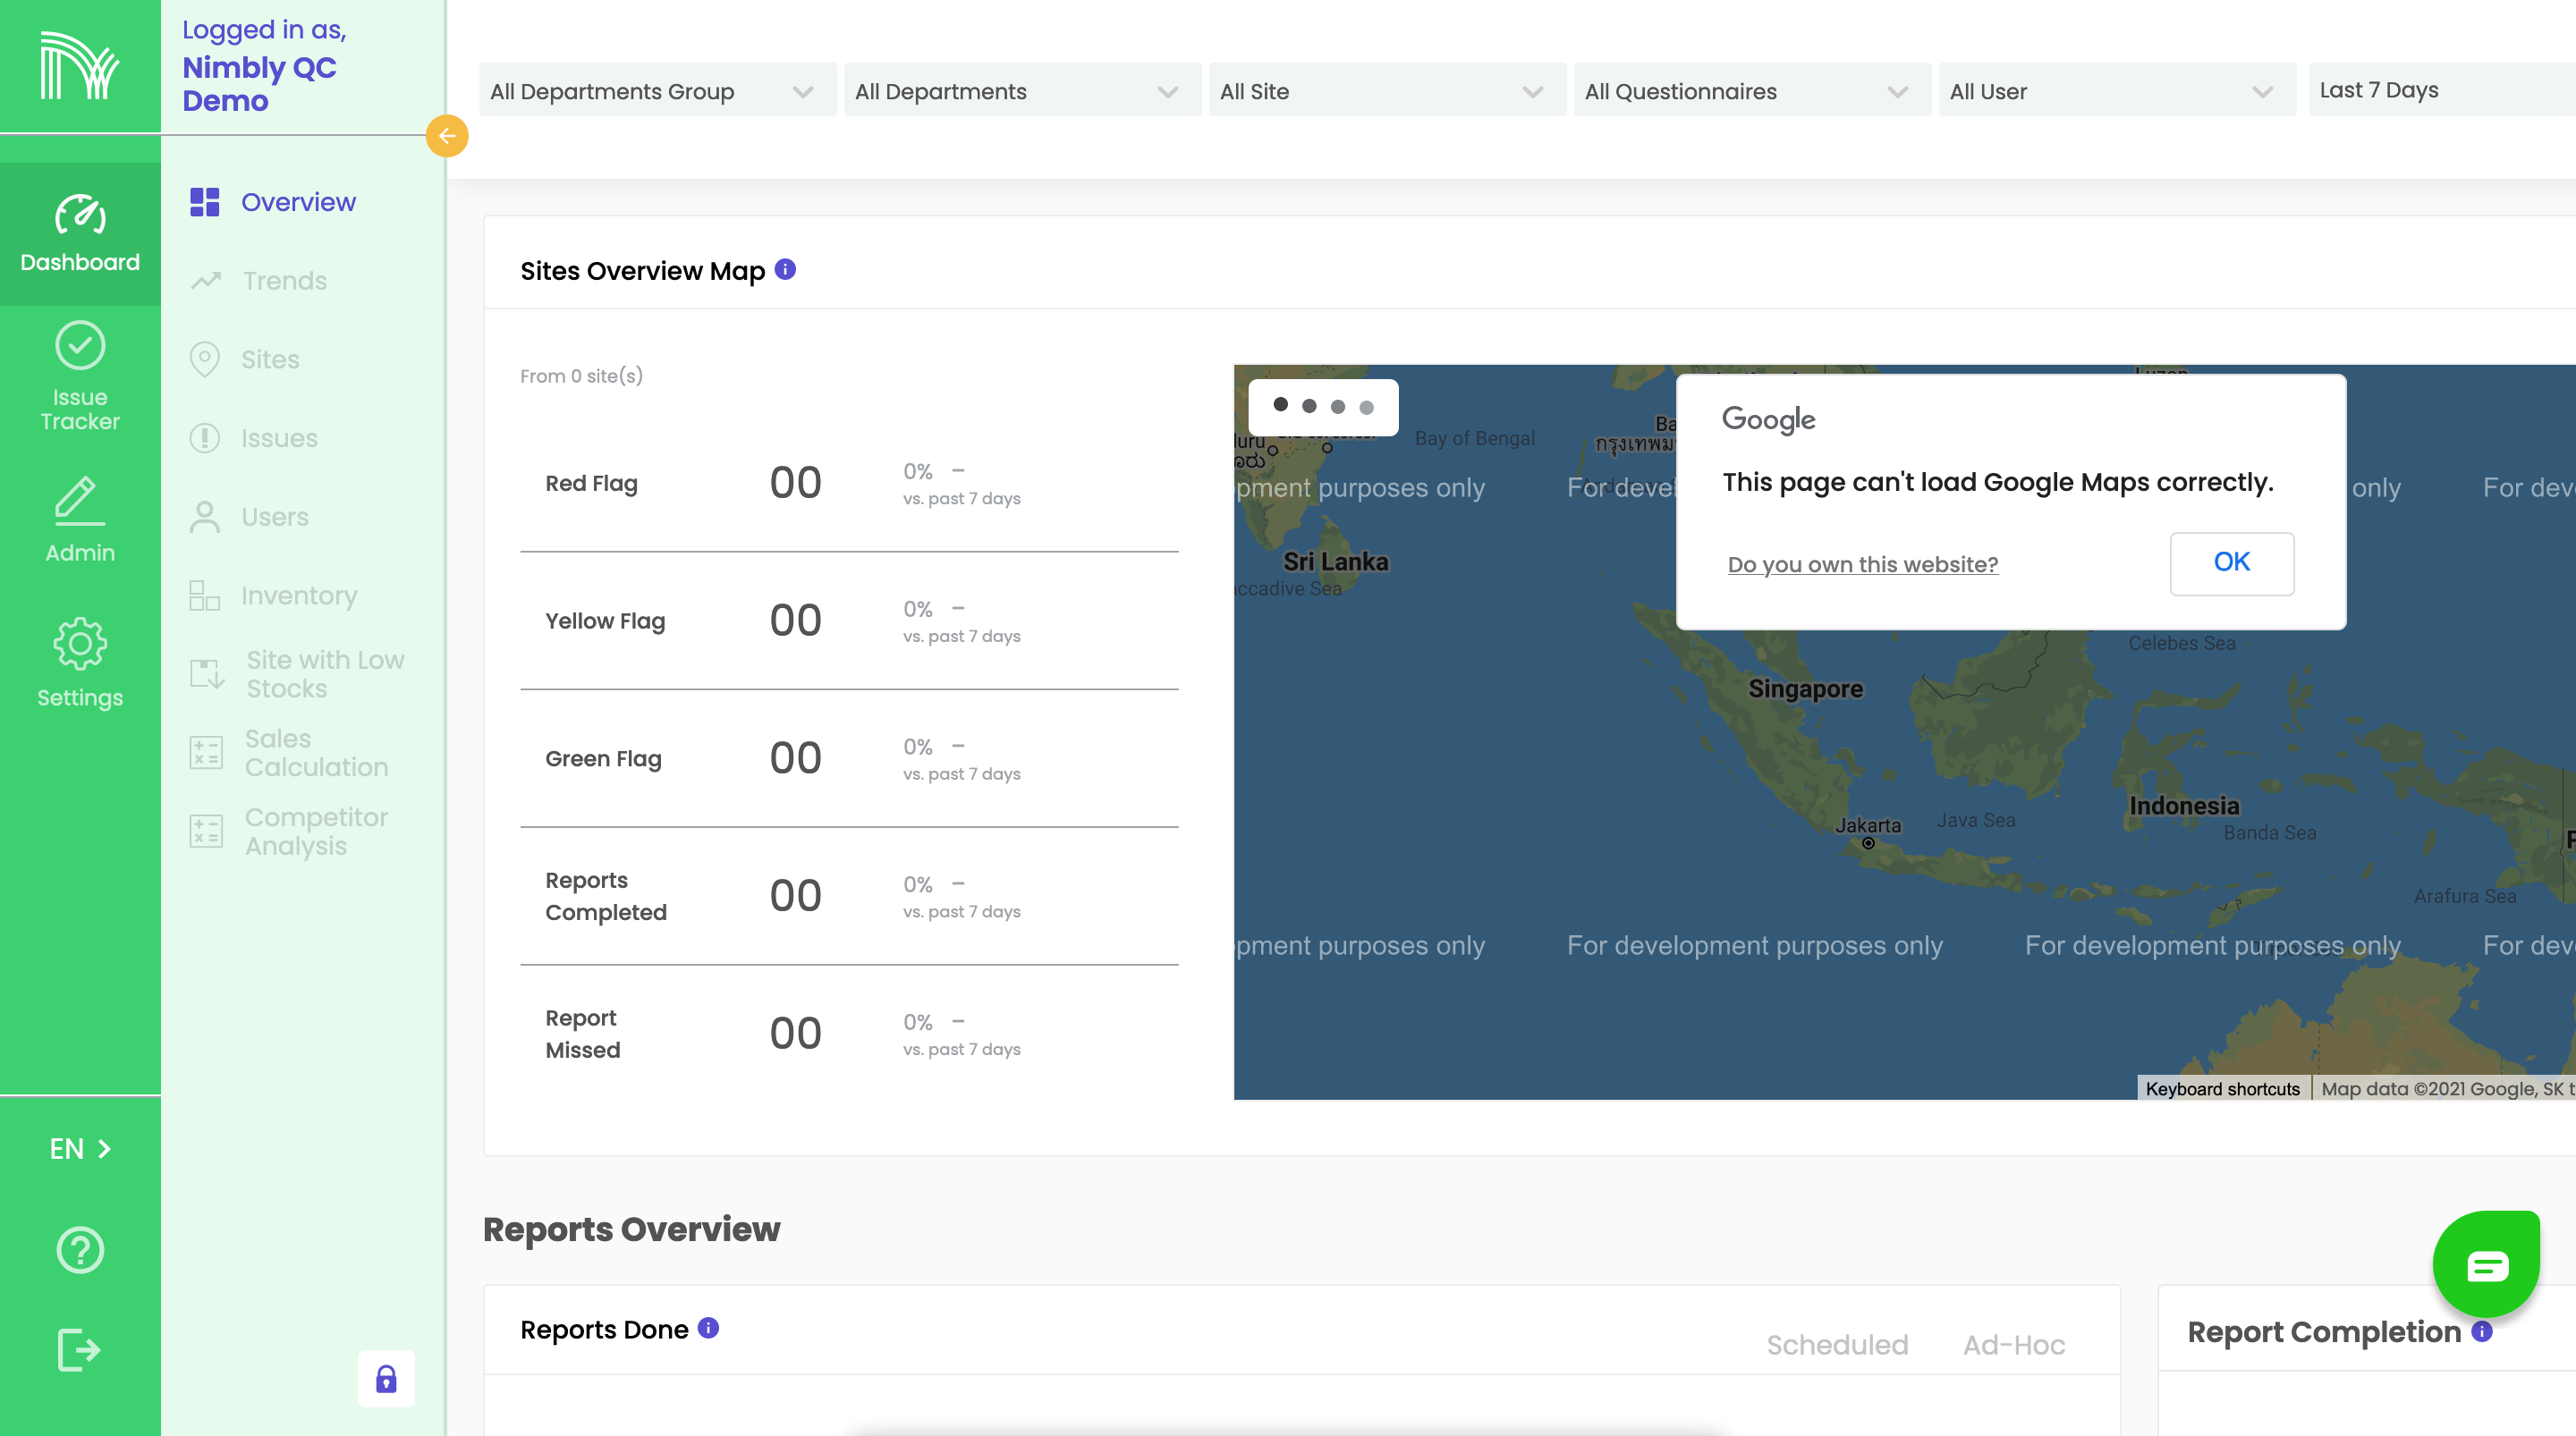 Logged in as,
Nimbly QC
Demo
Dashboard
Issue
Tracker
Admin
Settings
EN
Overview
Trends
Sites
Issues
Users
Inventory
Site with Low
Stocks
Sales
Calculation
Competitor
Analysis
All Departments Group
All Departments
All Site
All Questionnaires
All User
Last 7 Days
Sites Overview Map
From 0 site(s)
Red Flag
00
0% –
vs. past 7 days
Yellow Flag
00
0% –
vs. past 7 days
Green Flag
00
0% –
vs. past 7 days
Reports
Completed
00
0% –
vs. past 7 days
Report
Missed
00
0% –
vs. past 7 days
Bay of Bengal
Google
This page can't load Google Maps correctly.
Do you own this website?
OK
purposes only
For
only
For
Sri Lanka
Sea
Celebes Sea
Singapore
Indonesia
Jakarta
Java Sea
Banda Sea
Arafura Sea
purposes only
For development purposes only
For development purposes only
For
Keyboard shortcuts
Map data ©2021 Google, SK
Reports Overview
Reports Done
Scheduled
Ad-Hoc
Report Completion